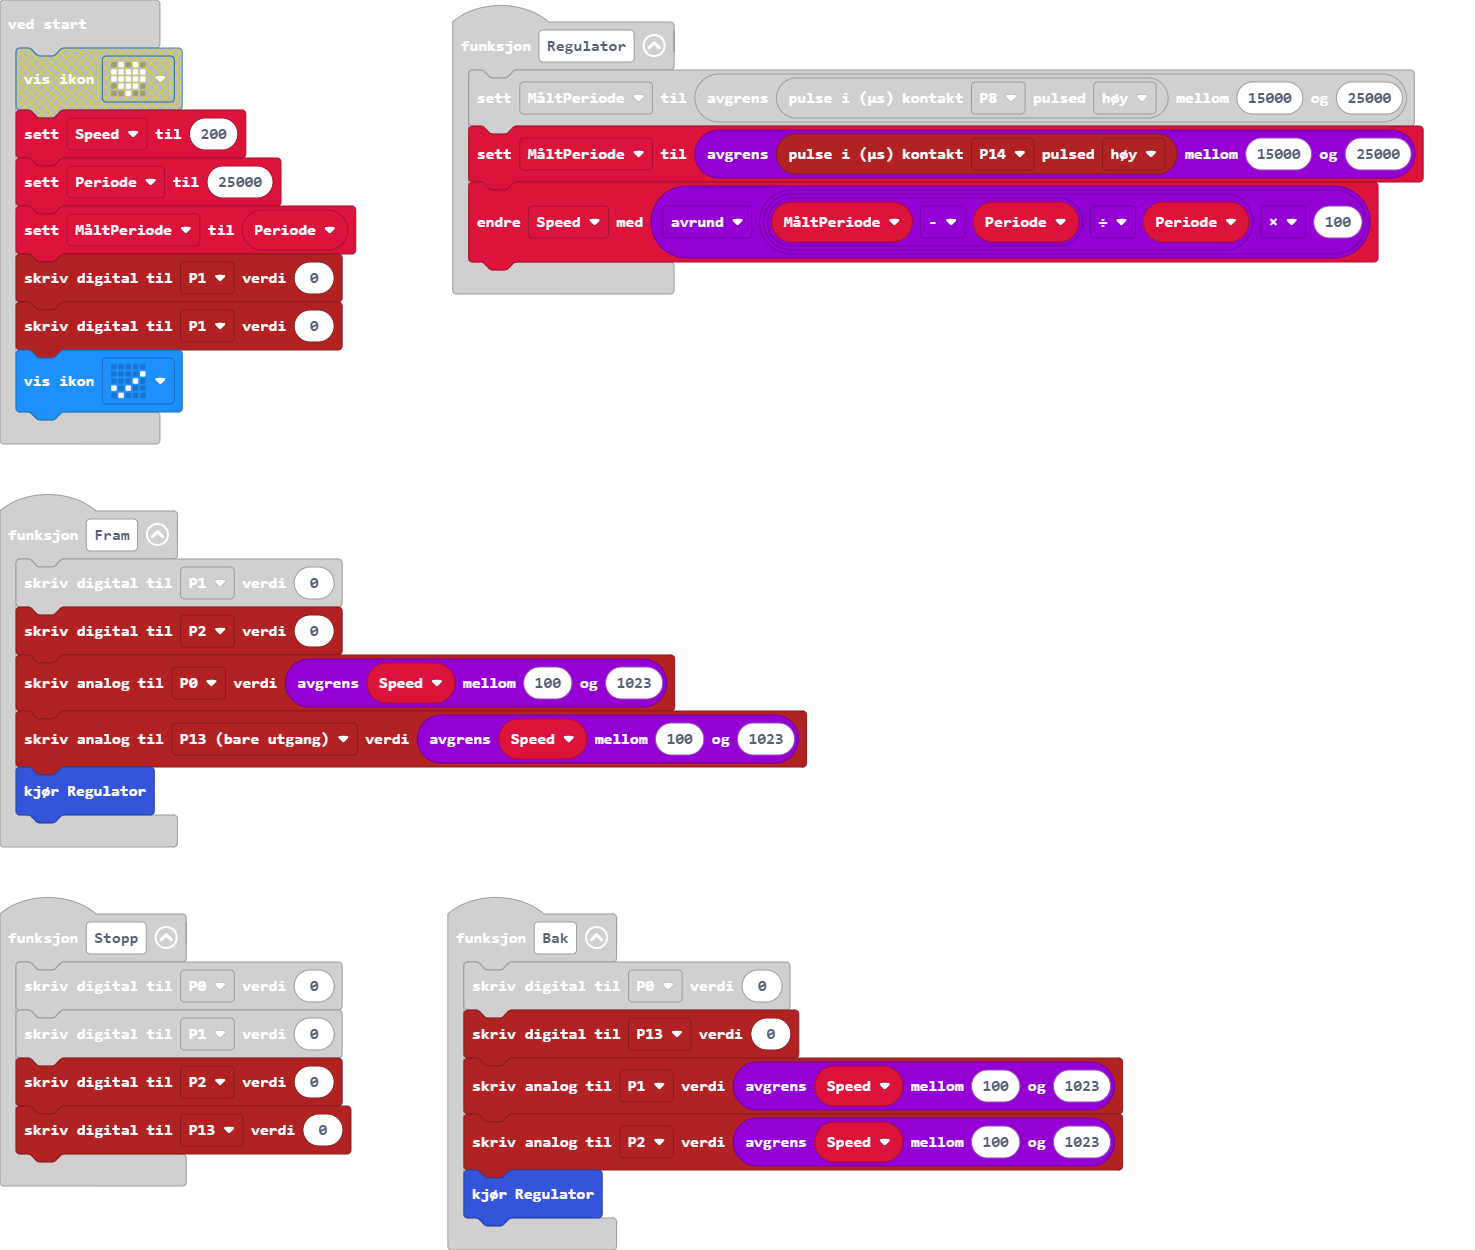 ved start
vis ikon
sett Speed til 200
sett Periode til 25000
sett MåltPeriode til Periode
skriv digital til P1 verdi 0
skriv digital til P1 verdi 0
vis ikon
funksjon Regulator
sett MåltPeriode til avgrens pulse i (µs) kontakt P8 pulsed høy mellom 15000 og 25000
sett MåltPeriode til avgrens pulse i (µs) kontakt P14 pulsed høy mellom 15000 og 25000
endre Speed med avrund MåltPeriode - Periode ÷ Periode × 100
funksjon Fram
skriv digital til P1 verdi 0
skriv digital til P2 verdi 0
skriv analog til P0 verdi avgrens Speed mellom 100 og 1023
skriv analog til P13 (bare utgang) verdi avgrens Speed mellom 100 og 1023
kjør Regulator
funksjon Stopp
skriv digital til P0 verdi 0
skriv digital til P1 verdi 0
skriv digital til P2 verdi 0
skriv digital til P13 verdi 0
funksjon Bak
skriv digital til P0 verdi 0
skriv digital til P13 verdi 0
skriv analog til P1 verdi avgrens Speed mellom 100 og 1023
skriv analog til P2 verdi avgrens Speed mellom 100 og 1023
kjør Regulator